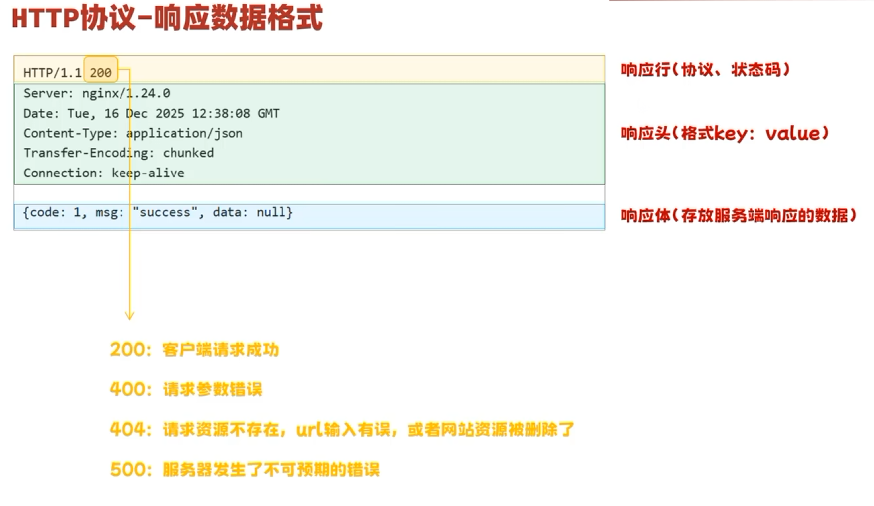 HTTP协议-响应数据格式
HTTP/1.1 200
响应行(协议、状态码)
Server: nginx/1.24.0
Date: Tue, 16 Dec 2025 12:38:08 GMT
Content-Type: application/json
Transfer-Encoding: chunked
Connection: keep-alive
响应头(格式key: value)
{code: 1, msg: "success", data: null}
响应体(存放服务端响应的数据)
200: 客户端请求成功
400: 请求参数错误
404: 请求资源不存在, url输入有误, 或者网站资源被删除了
500: 服务器发生了不可预期的错误